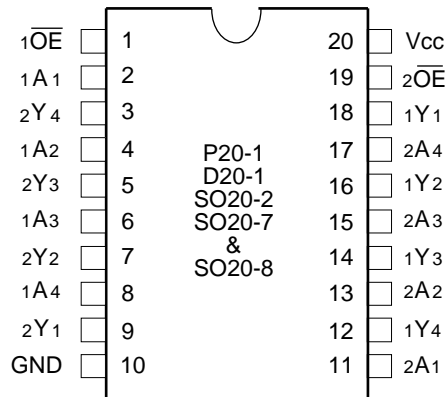 1OE 1 20 Vcc
1A1 2 19 2OE
2Y4 3 18 1Y1
1A2 4 17 2A4
2Y3 5 16 1Y2
1A3 6 15 2A3
2Y2 7 14 1Y3
1A4 8 13 2A2
2Y1 9 12 1Y4
GND 10 11 2A1
P20-1
D20-1
SO20-2
SO20-7
&
SO20-8